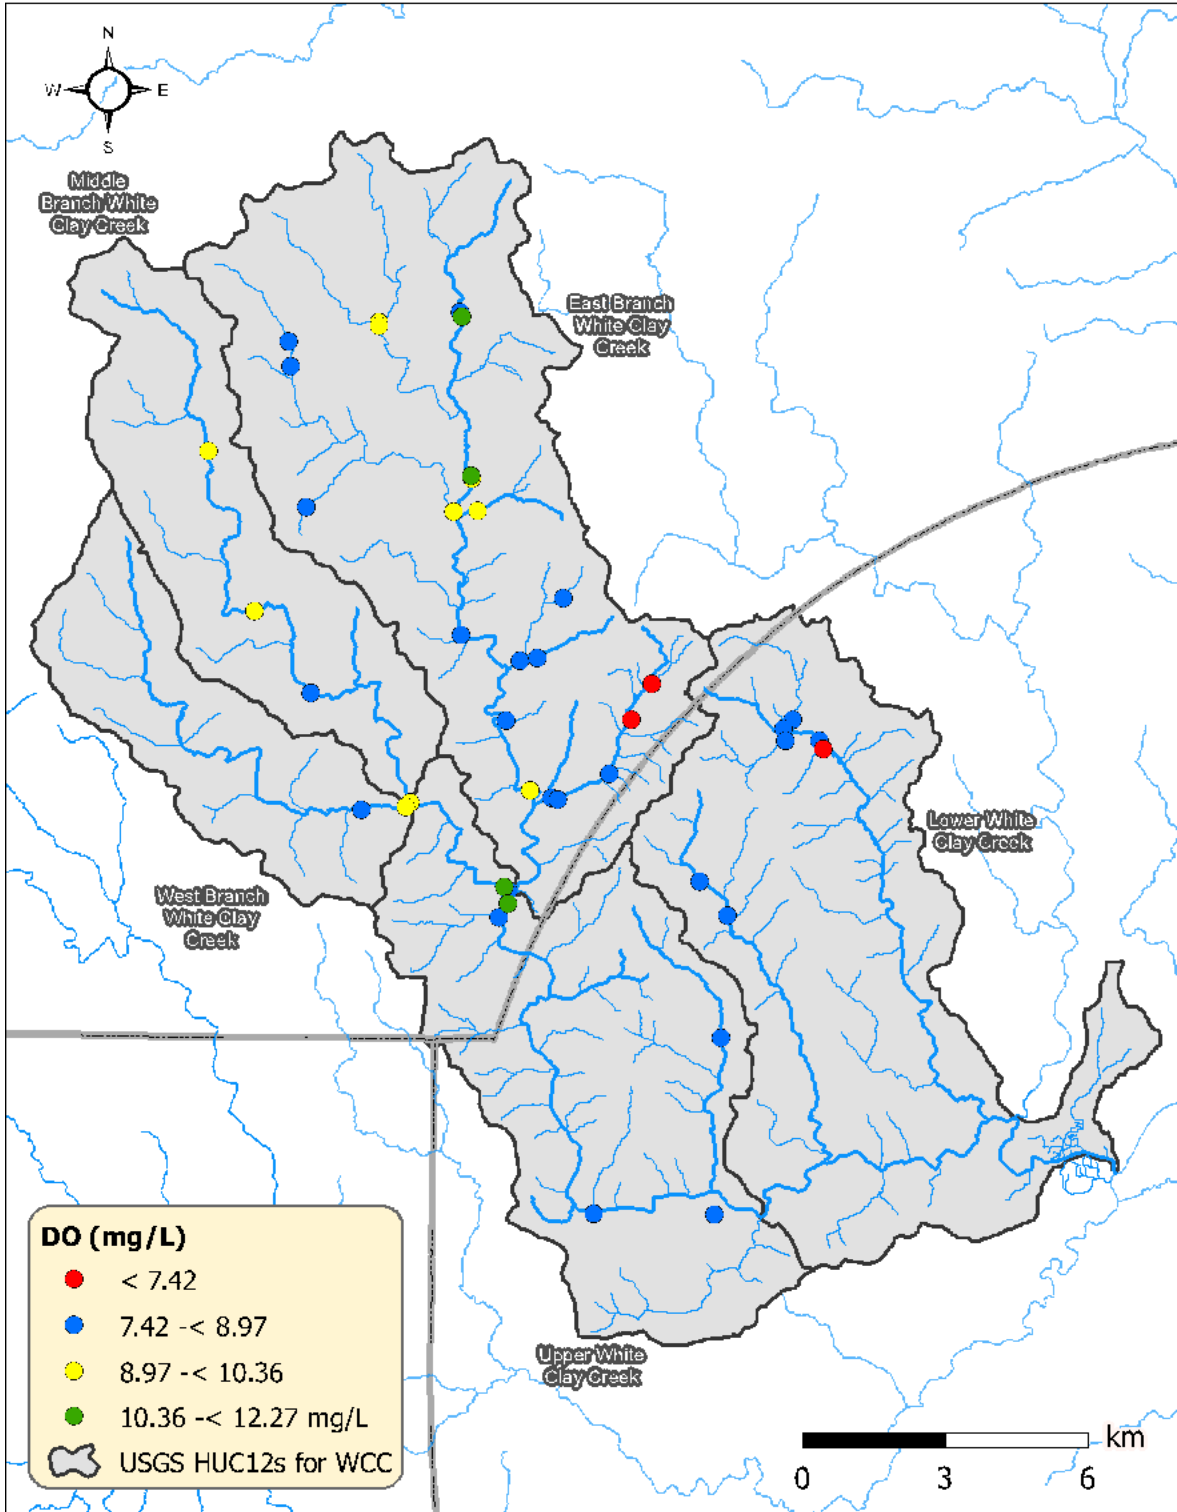 N
W
E
S
Middle
Branch White
Clay Creek
East Branch
White Clay
Creek
Lower White
Clay Creek
West Branch
White Clay
Creek
Upper White
Clay Creek
DO (mg/L)
< 7.42
7.42 -< 8.97
8.97 -< 10.36
10.36 -< 12.27 mg/L
USGS HUC12s for WCC
km
0 3 6